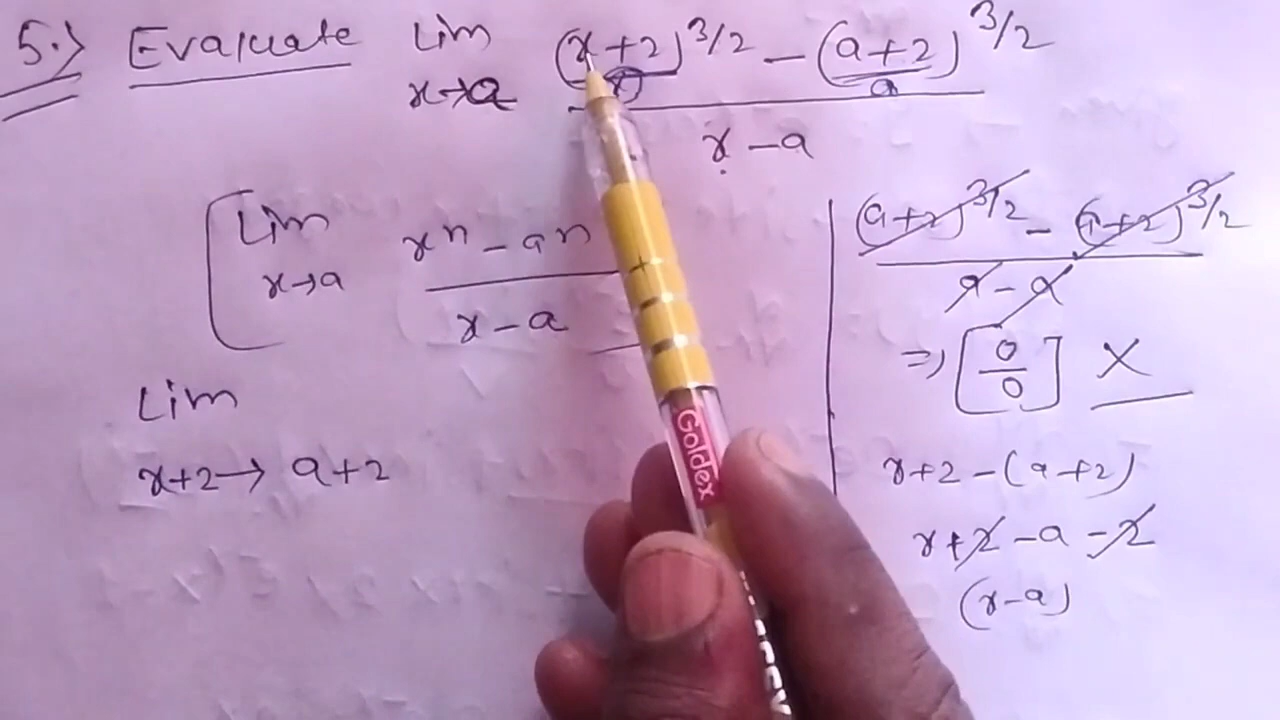 5.) Evaluate Lim x→a (x+2)^3/2 - (a+2)^3/2
x a
x - a
Lim x→a x^n - a^n
x - a
(a+2)^3/2 - (a+2)^3/2
a - a
⇒ [0/0] X
Lim
x+2 → a+2
x+2 - (a+2)
x + 2 - a - 2
(x-a)
Goldex